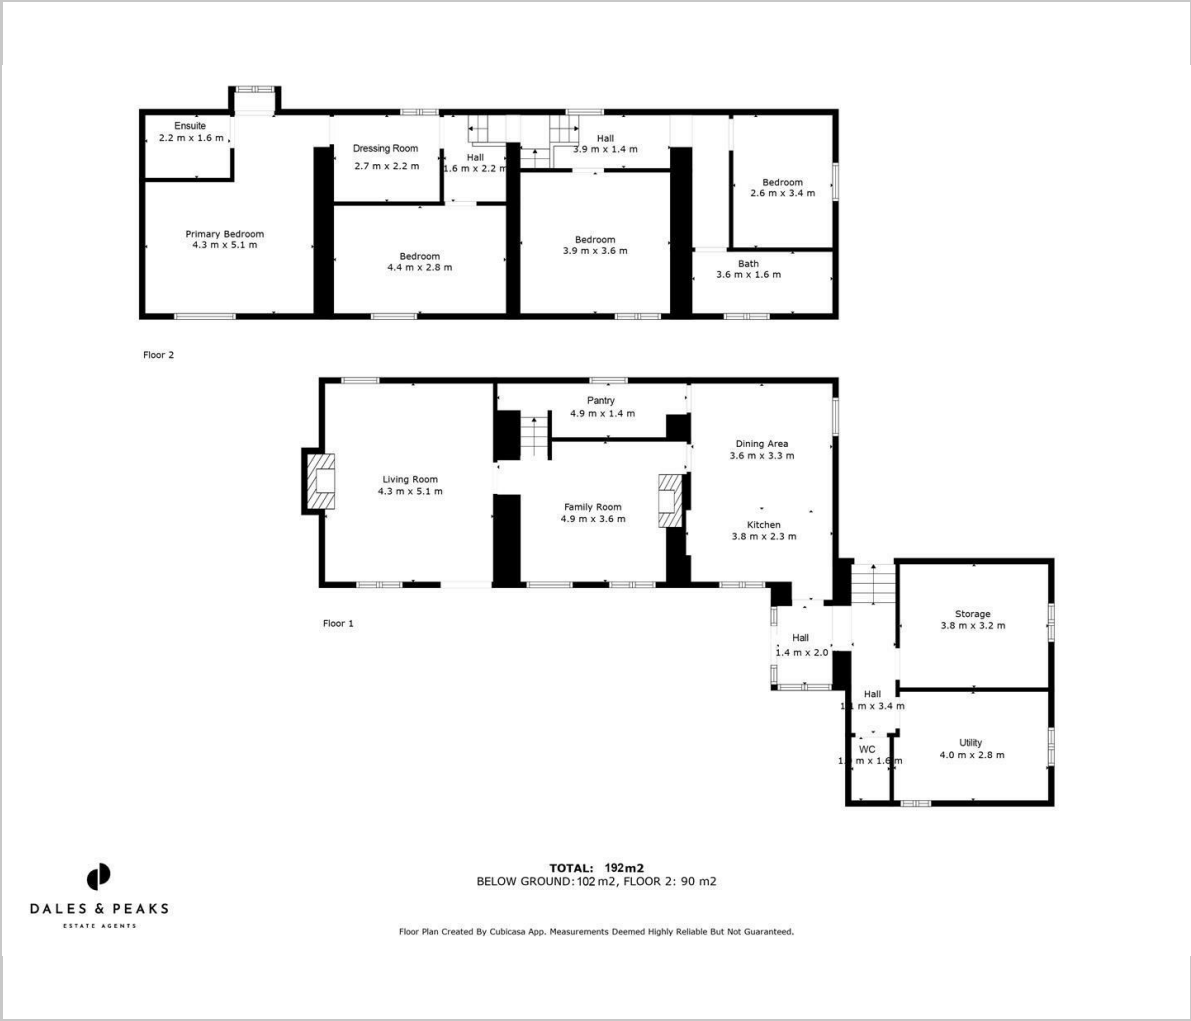 Ensuite
2.2 m x 1.6 m
Dressing Room
2.7 m x 2.2 m
Hall
1.6 m x 2.2 m
Hall
3.9 m x 1.4 m
Bedroom
2.6 m x 3.4 m
Primary Bedroom
4.3 m x 5.1 m
Bedroom
4.4 m x 2.8 m
Bedroom
3.9 m x 3.6 m
Bath
3.6 m x 1.6 m
Floor 2
Pantry
4.9 m x 1.4 m
Dining Area
3.6 m x 3.3 m
Living Room
4.3 m x 5.1 m
Family Room
4.9 m x 3.6 m
Kitchen
3.8 m x 2.3 m
Floor 1
Storage
3.8 m x 3.2 m
Hall
1.4 m x 2.0
Hall
m x 3.4 m
Utility
4.0 m x 2.8 m
WC
m x 1.6 m
TOTAL: 192m2
BELOW GROUND: 102 m2, FLOOR 2: 90 m2
DALES & PEAKS
ESTATE AGENTS
Floor Plan Created By Cubicasa App. Measurements Deemed Highly Reliable But Not Guaranteed.